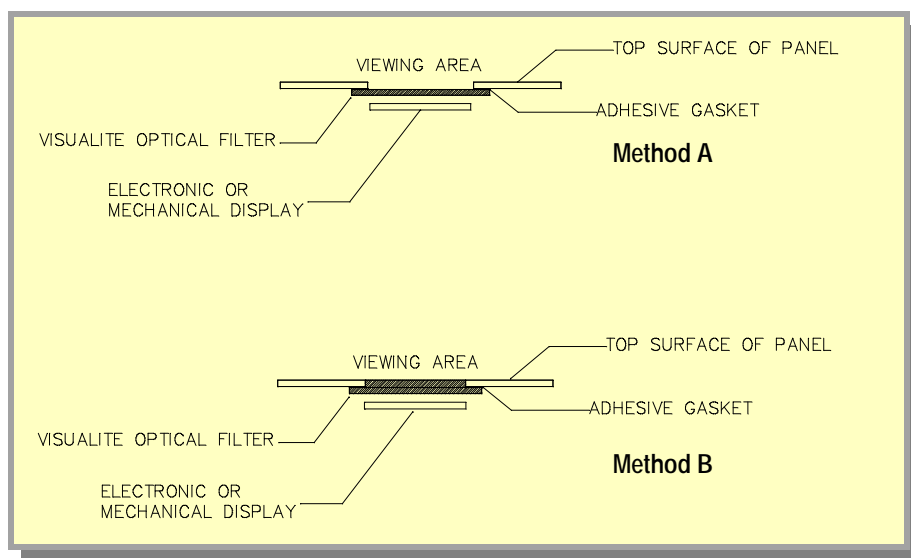 TOP SURFACE OF PANEL
VIEWING AREA
ADHESIVE GASKET
VISUALITE OPTICAL FILTER
Method A
ELECTRONIC OR
MECHANICAL DISPLAY
TOP SURFACE OF PANEL
VIEWING AREA
ADHESIVE GASKET
VISUALITE OPTICAL FILTER
Method B
ELECTRONIC OR
MECHANICAL DISPLAY